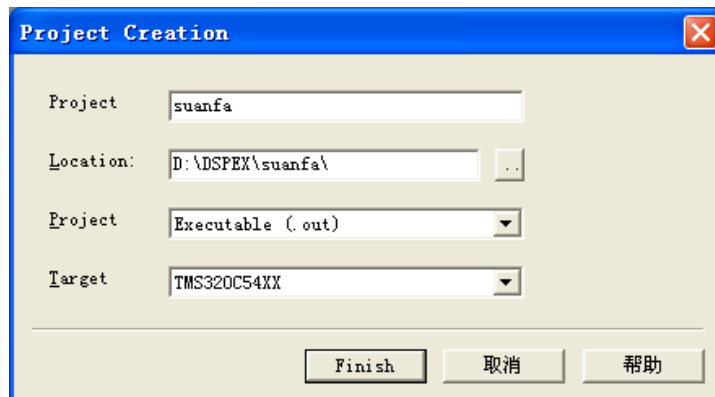 Project Creation
Project suanfa
Location: D:\DSPEX\suanfa\ ..
Project Executable (.out)
Target TMS320C54XX
Finish 取消 帮助